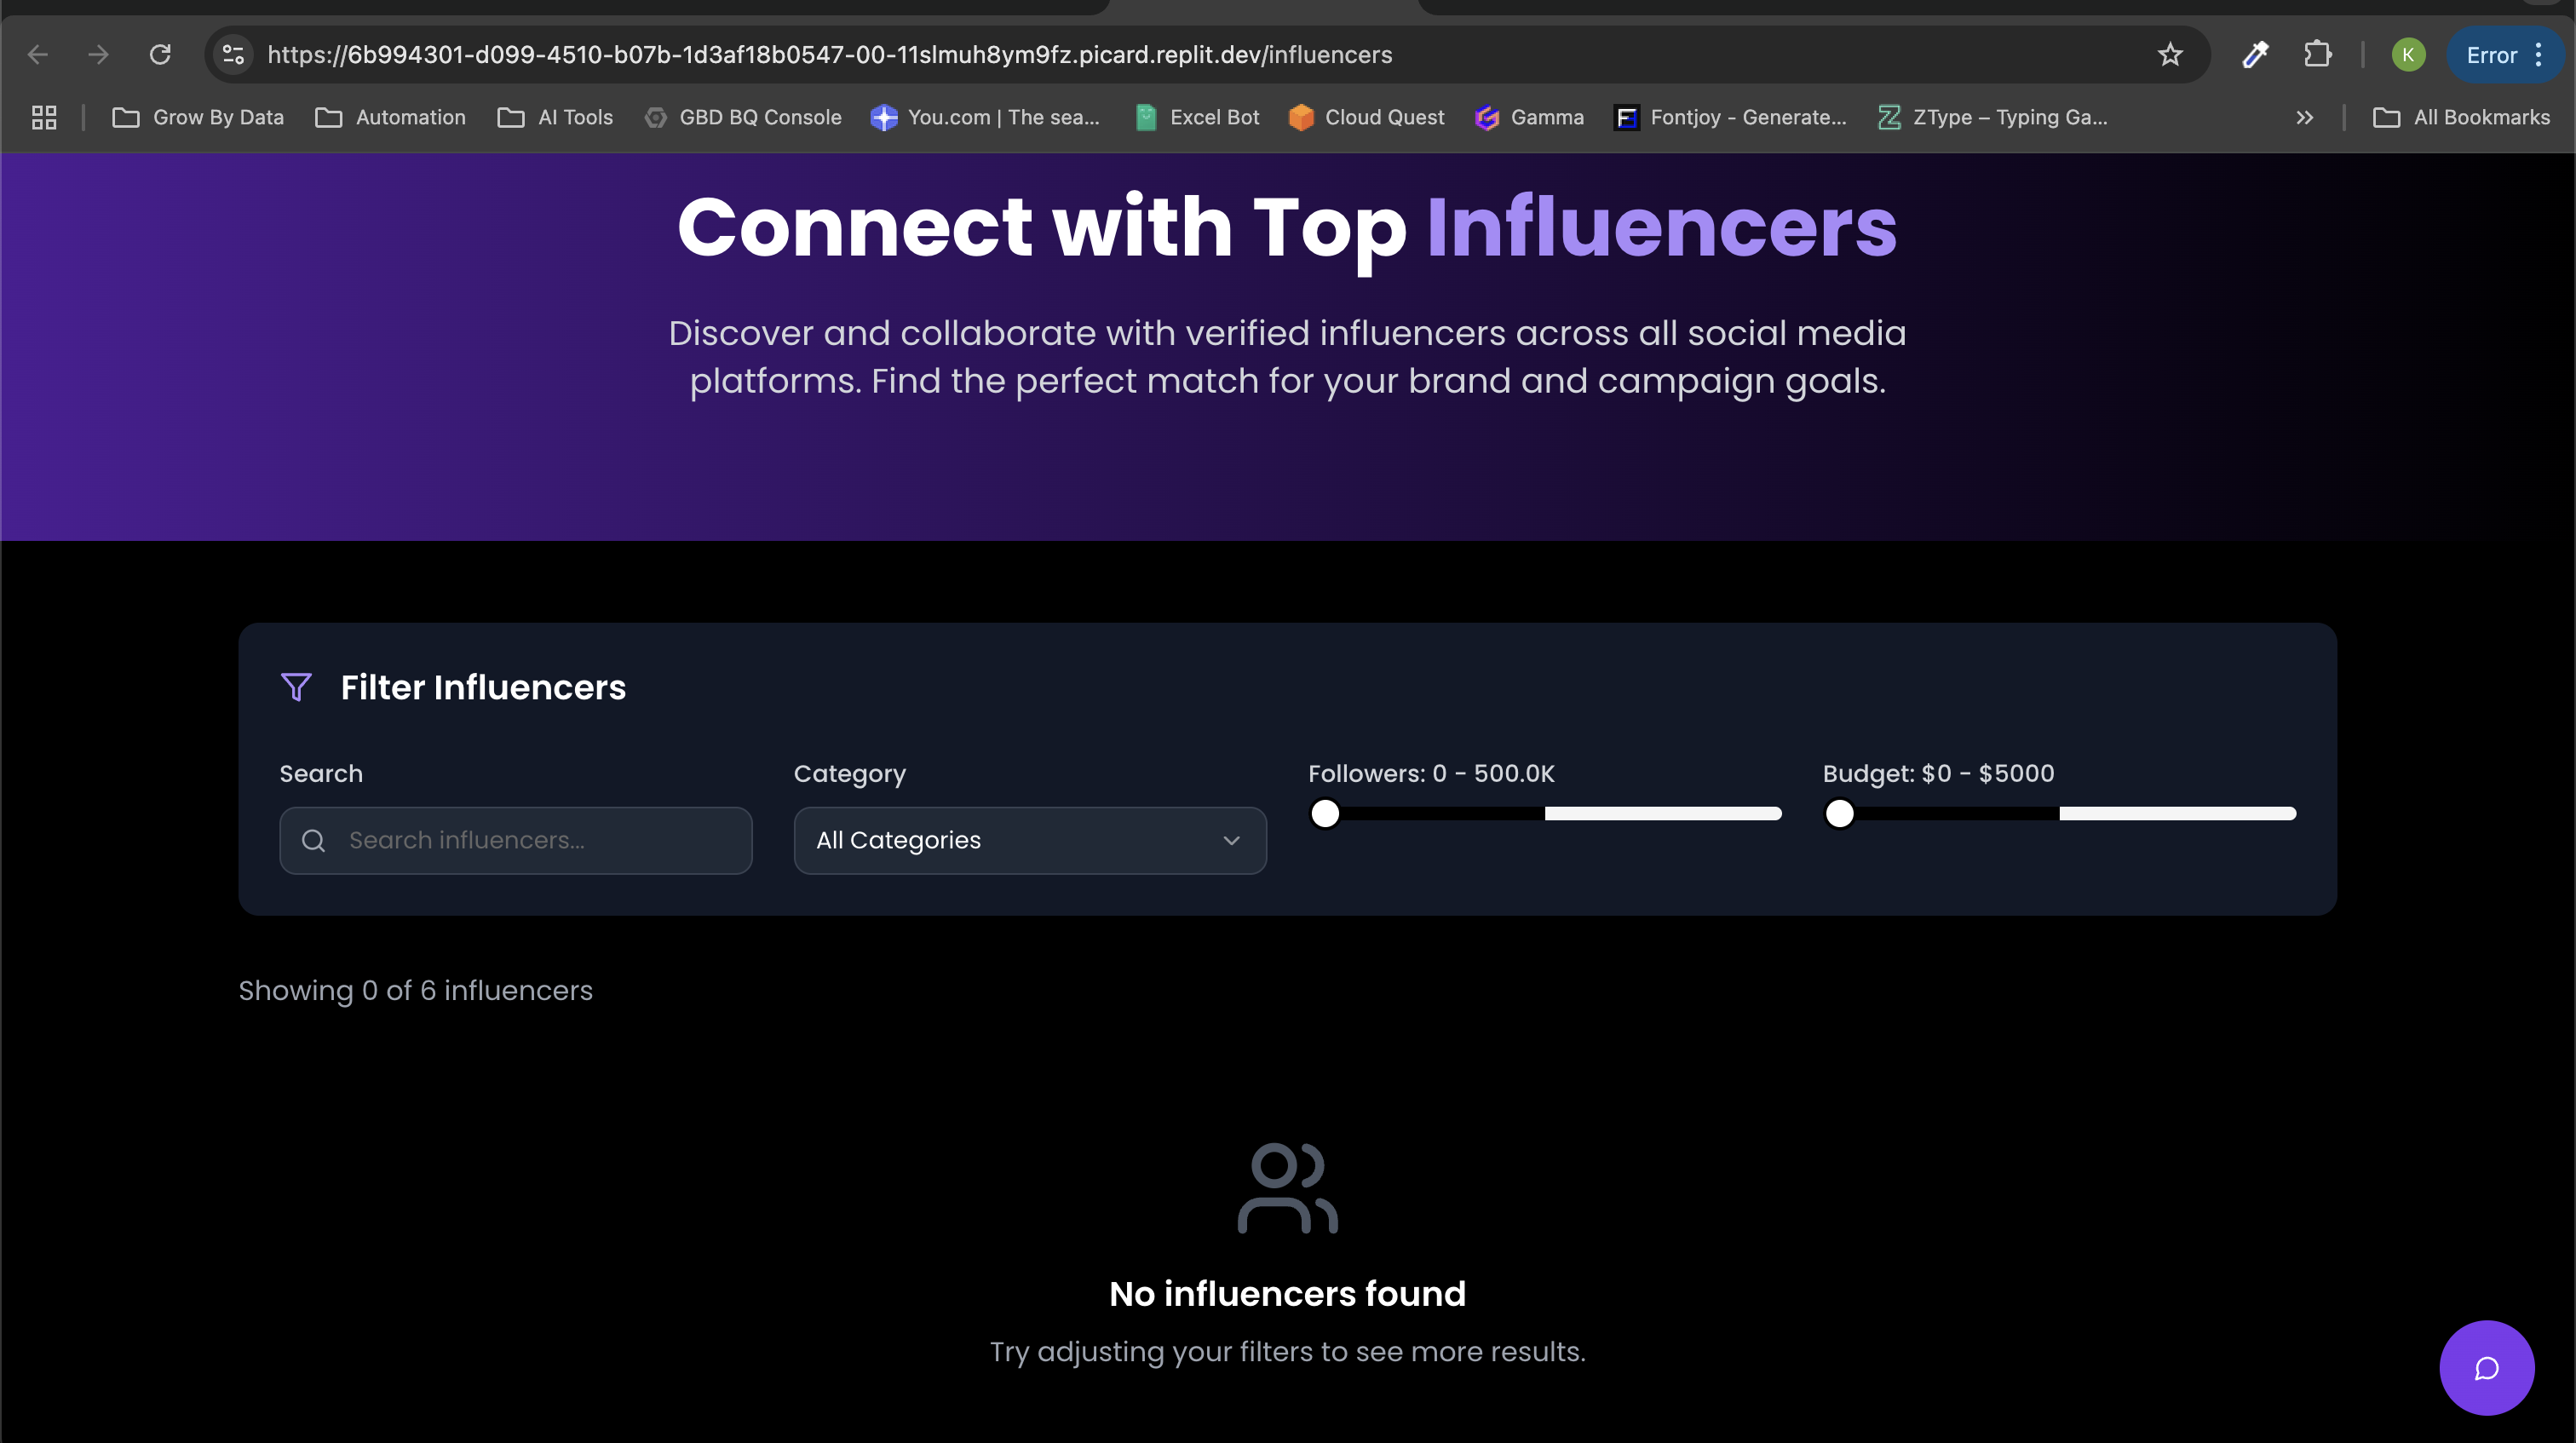 https://6b994301-d099-4510-b07b-1d3af18b0547-00-11slmuh8ym9fz.picard.replit.dev/influencers
K
Error
Grow By Data
Automation
AI Tools
GBD BQ Console
You.com | The sea...
Excel Bot
Cloud Quest
Gamma
Fontjoy - Generate...
ZType – Typing Ga...
All Bookmarks
Connect with Top Influencers
Discover and collaborate with verified influencers across all social media
platforms. Find the perfect match for your brand and campaign goals.
Filter Influencers
Search
Category
Followers: 0 - 500.0K
Budget: $0 - $5000
Search influencers...
All Categories
Showing 0 of 6 influencers
No influencers found
Try adjusting your filters to see more results.